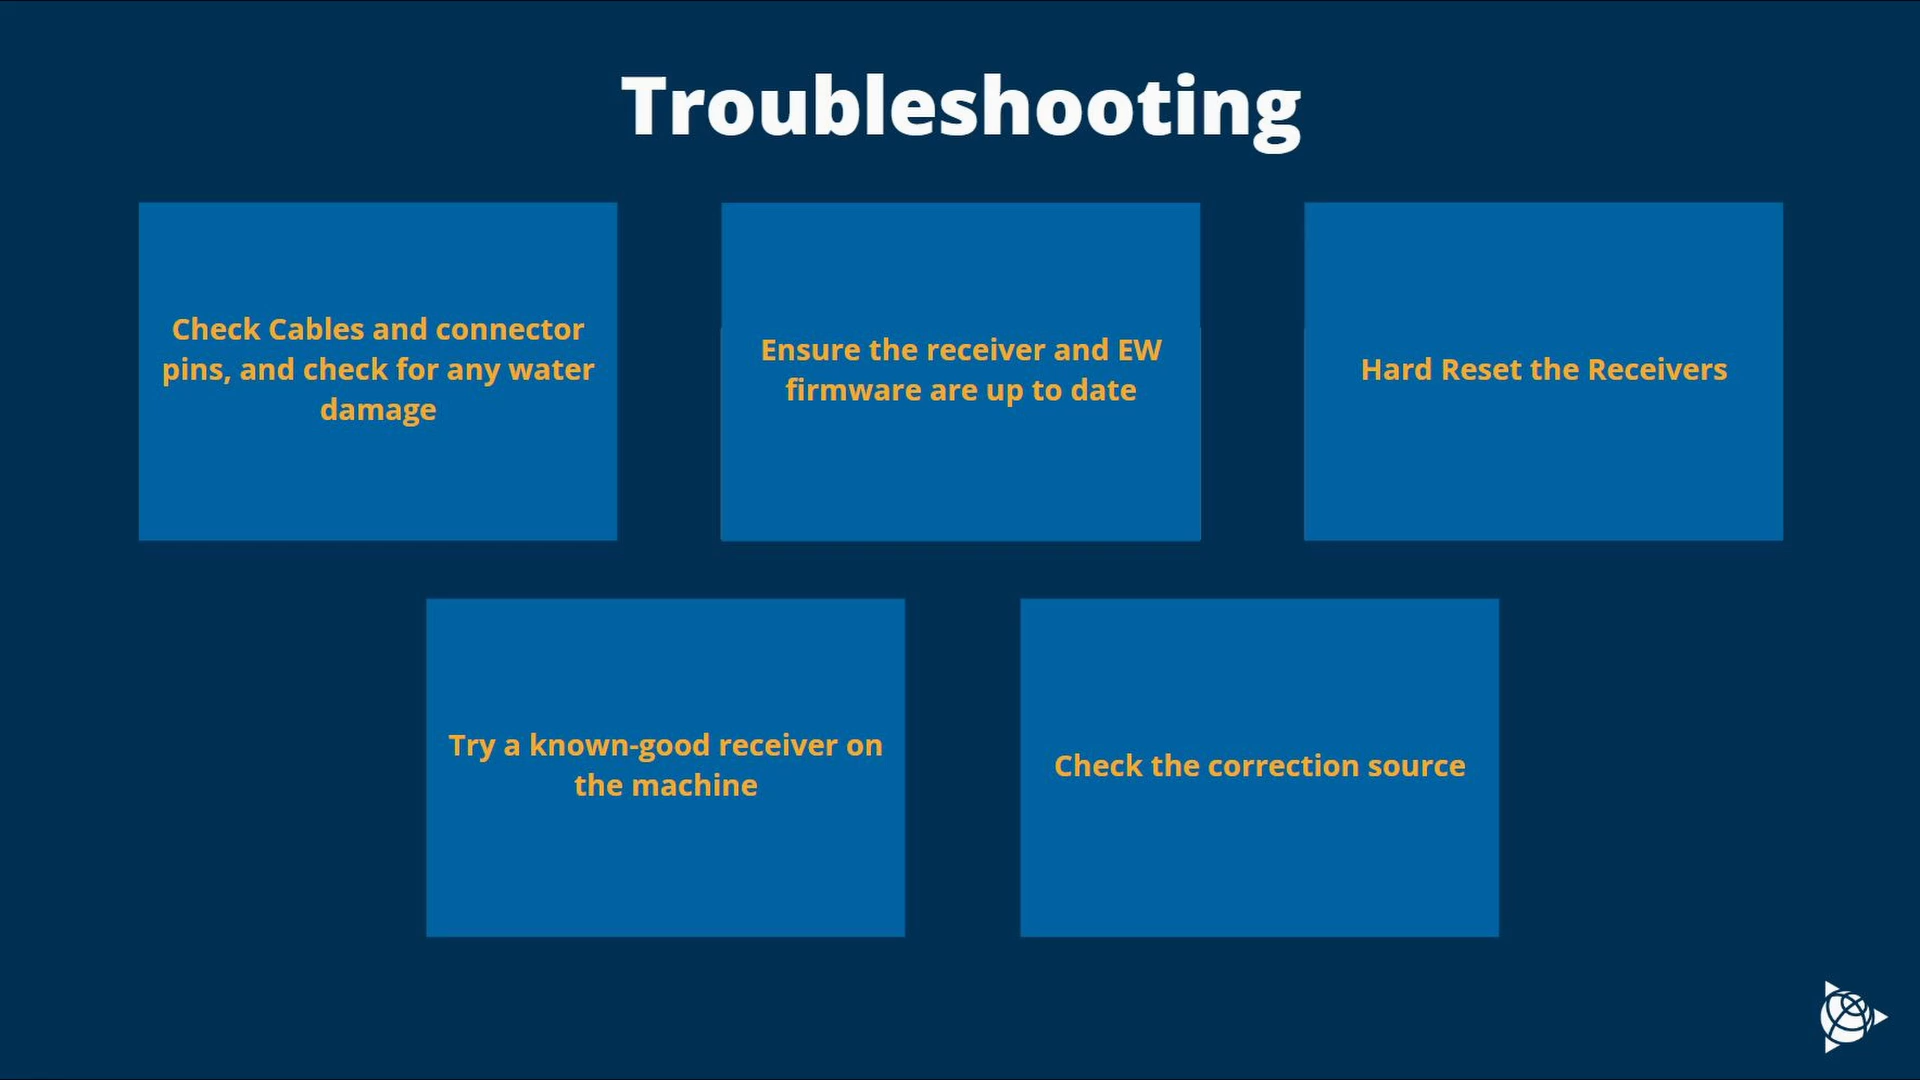 Troubleshooting
Check Cables and connector
pins, and check for any water
damage
Ensure the receiver and EW
firmware are up to date
Hard Reset the Receivers
Try a known-good receiver on
the machine
Check the correction source